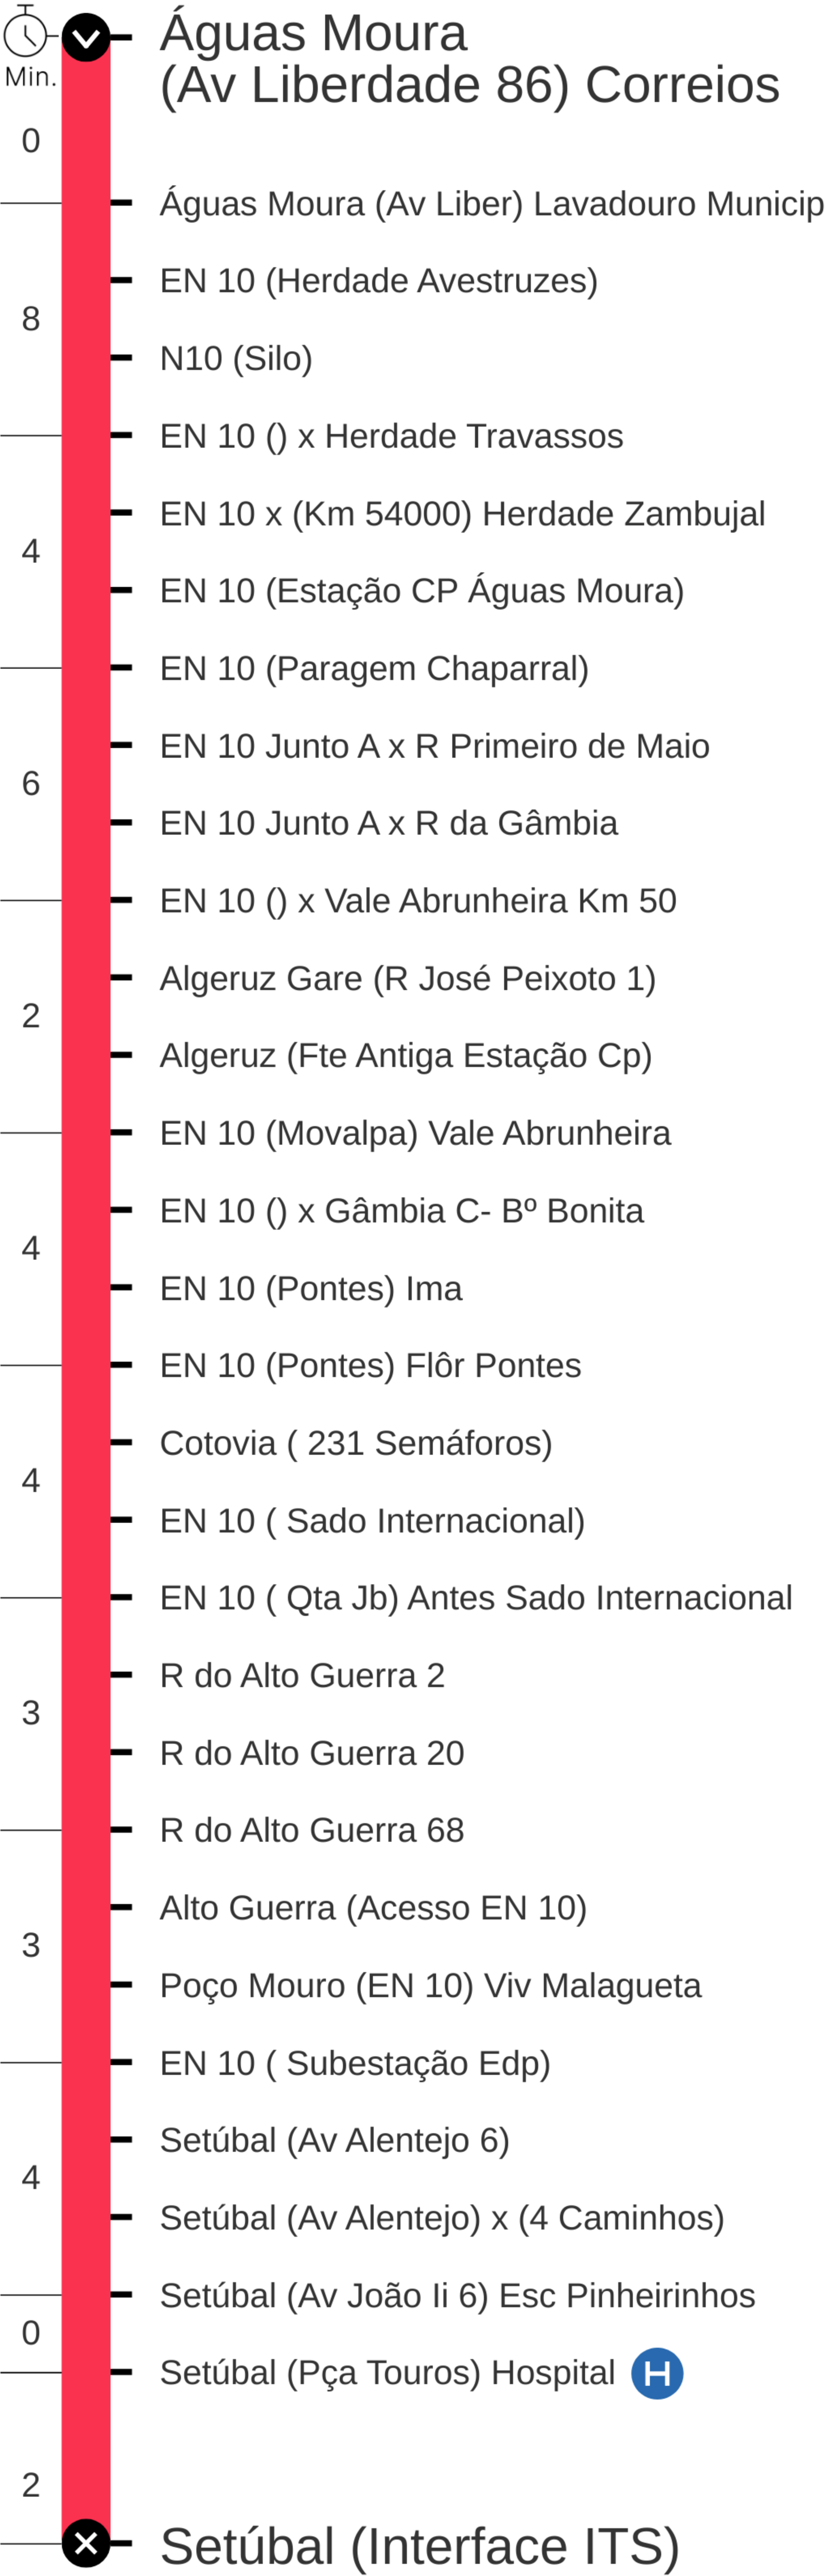 Águas Moura
(Av Liberdade 86) Correios
Min.
0
Águas Moura (Av Liber) Lavadouro Municip
EN 10 (Herdade Avestruzes)
8
N10 (Silo)
EN 10 () x Herdade Travassos
EN 10 x (Km 54000) Herdade Zambujal
4
EN 10 (Estação CP Águas Moura)
EN 10 (Paragem Chaparral)
EN 10 Junto A x R Primeiro de Maio
6
EN 10 Junto A x R da Gâmbia
EN 10 () x Vale Abrunheira Km 50
Algeruz Gare (R José Peixoto 1)
2
Algeruz (Fte Antiga Estação Cp)
EN 10 (Movalpa) Vale Abrunheira
EN 10 () x Gâmbia C- Bº Bonita
4
EN 10 (Pontes) Ima
EN 10 (Pontes) Flôr Pontes
Cotovia ( 231 Semáforos)
4
EN 10 ( Sado Internacional)
EN 10 ( Qta Jb) Antes Sado Internacional
R do Alto Guerra 2
3
R do Alto Guerra 20
R do Alto Guerra 68
Alto Guerra (Acesso EN 10)
3
Poço Mouro (EN 10) Viv Malagueta
EN 10 ( Subestação Edp)
Setúbal (Av Alentejo 6)
4
Setúbal (Av Alentejo) x (4 Caminhos)
Setúbal (Av João Ii 6) Esc Pinheirinhos
0
Setúbal (Pça Touros) Hospital H
2
Setúbal (Interface ITS)